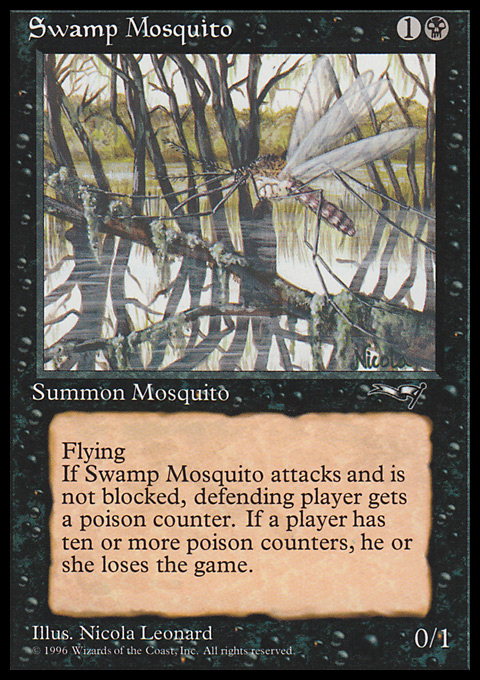 Swamp Mosquito 1
Nicola
Summon Mosquito
Flying
If Swamp Mosquito attacks and is
not blocked, defending player gets
a poison counter. If a player has
ten or more poison counters, he or
she loses the game.
Illus. Nicola Leonard
0/1
© 1996 Wizards of the Coast, Inc. All rights reserved.